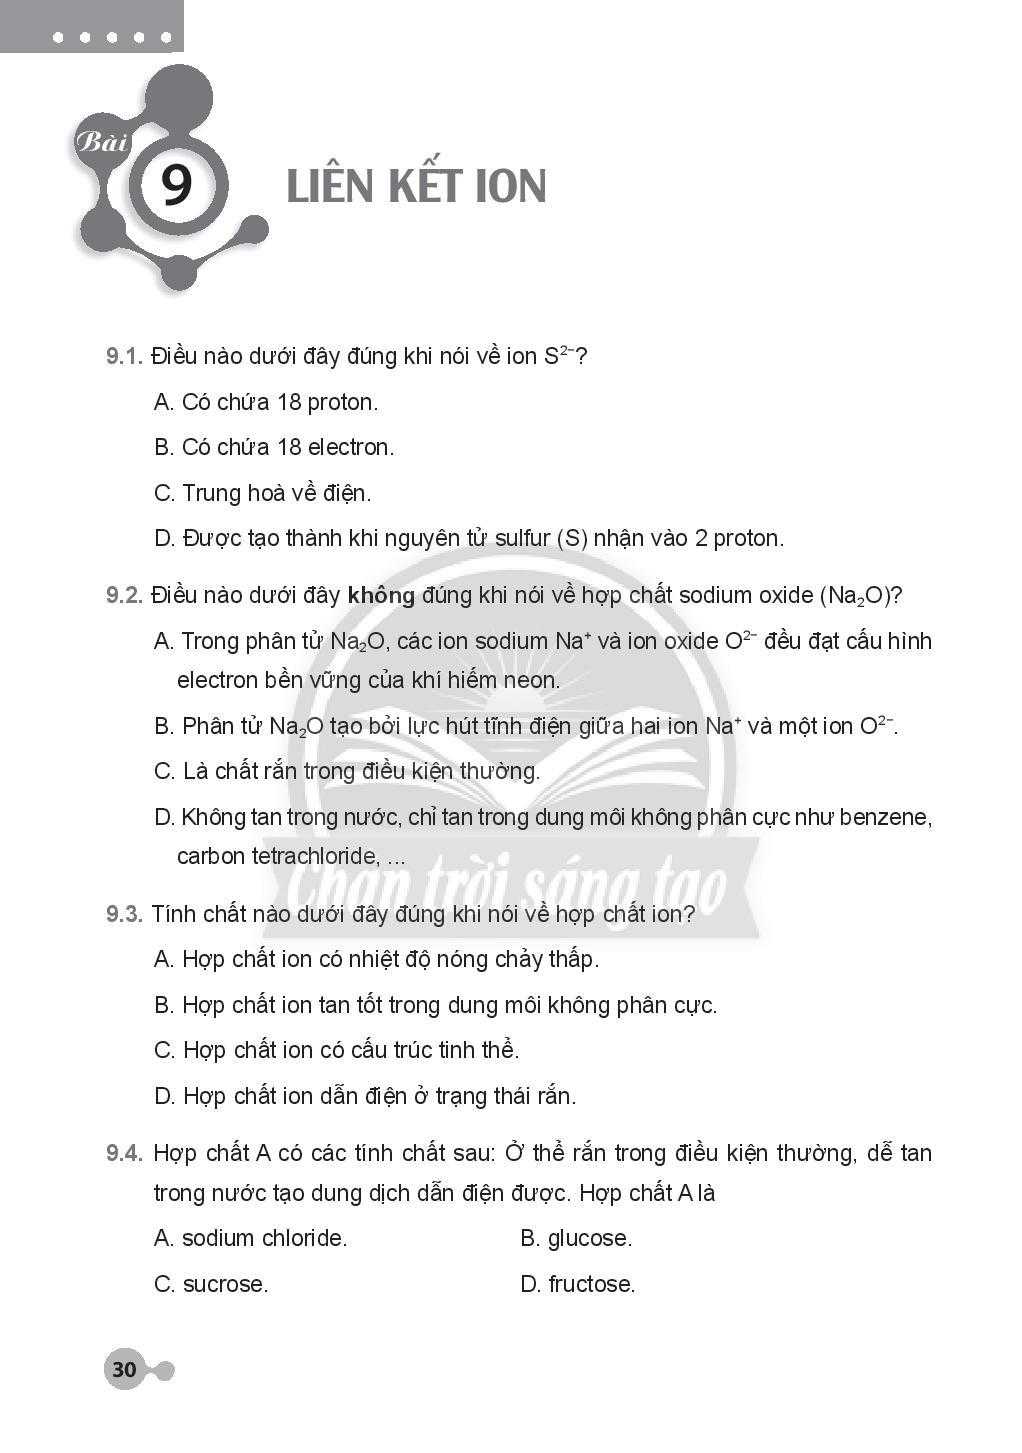 Bài
9
LIÊN KẾT ION
9.1. Điều nào dưới đây đúng khi nói về ion S²⁻?
A. Có chứa 18 proton.
B. Có chứa 18 electron.
C. Trung hoà về điện.
D. Được tạo thành khi nguyên tử sulfur (S) nhận vào 2 proton.
9.2. Điều nào dưới đây không đúng khi nói về hợp chất sodium oxide (Na₂O)?
A. Trong phân tử Na₂O, các ion sodium Na⁺ và ion oxide O²⁻ đều đạt cấu hình
electron bền vững của khí hiếm neon.
B. Phân tử Na₂O tạo bởi lực hút tĩnh điện giữa hai ion Na⁺ và một ion O²⁻.
C. Là chất rắn trong điều kiện thường.
D. Không tan trong nước, chỉ tan trong dung môi không phân cực như benzene,
carbon tetrachloride, ...
Chân trời sáng tạo
9.3. Tính chất nào dưới đây đúng khi nói về hợp chất ion?
A. Hợp chất ion có nhiệt độ nóng chảy thấp.
B. Hợp chất ion tan tốt trong dung môi không phân cực.
C. Hợp chất ion có cấu trúc tinh thể.
D. Hợp chất ion dẫn điện ở trạng thái rắn.
9.4. Hợp chất A có các tính chất sau: Ở thể rắn trong điều kiện thường, dễ tan
trong nước tạo dung dịch dẫn điện được. Hợp chất A là
A. sodium chloride. B. glucose.
C. sucrose. D. fructose.
30